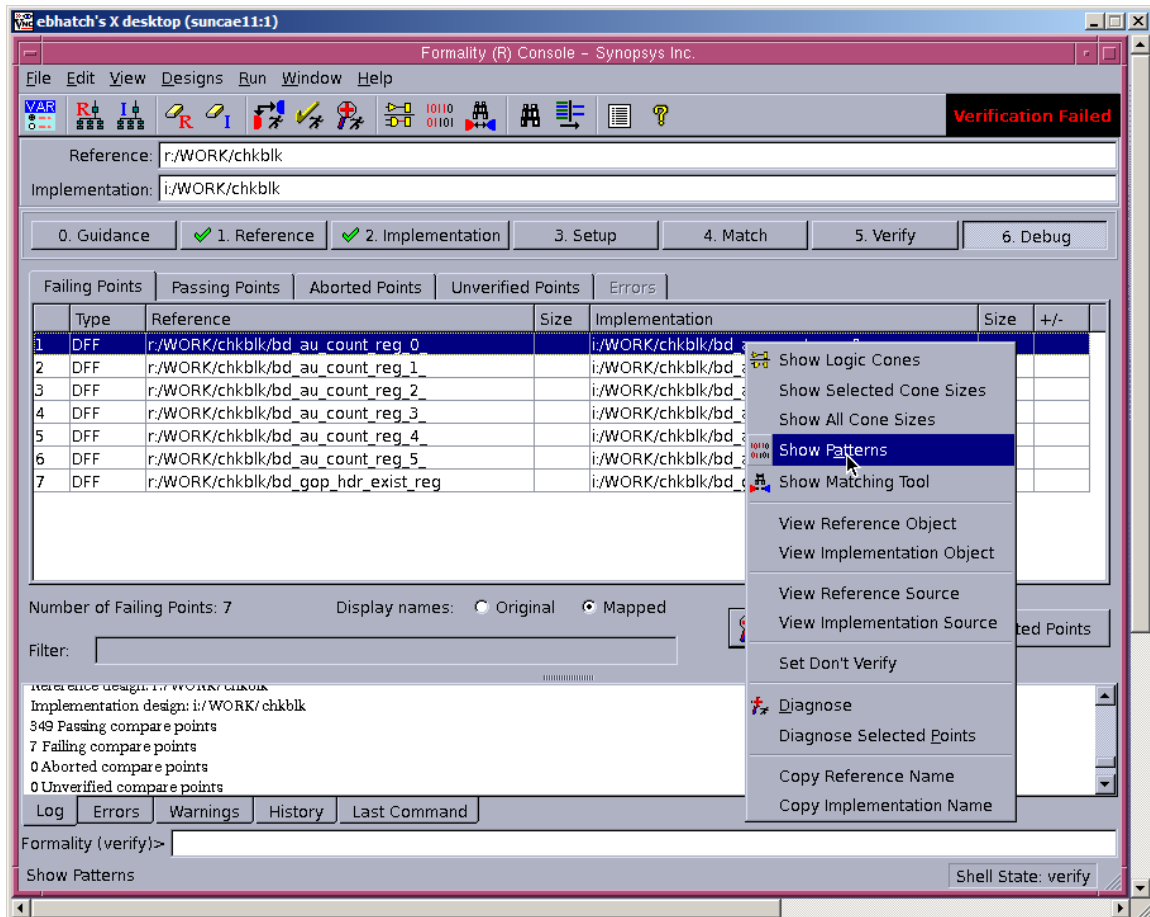 ebhatch's X desktop (suncae11:1)
Formality (R) Console – Synopsys Inc.
File Edit View Designs Run Window Help
VAR R I R I 10110 01101 ? Verification Failed
Reference: r:/WORK/chkblk
Implementation: i:/WORK/chkblk
0. Guidance 1. Reference 2. Implementation 3. Setup 4. Match 5. Verify 6. Debug
Failing Points Passing Points Aborted Points Unverified Points Errors
Type Reference Size Implementation Size +/-
1 DFF r:/WORK/chkblk/bd_au_count_reg_0_ i:/WORK/chkblk/bd_
2 DFF r:/WORK/chkblk/bd_au_count_reg_1_ i:/WORK/chkblk/bd_
3 DFF r:/WORK/chkblk/bd_au_count_reg_2_ i:/WORK/chkblk/bd_
4 DFF r:/WORK/chkblk/bd_au_count_reg_3_ i:/WORK/chkblk/bd_
5 DFF r:/WORK/chkblk/bd_au_count_reg_4_ i:/WORK/chkblk/bd_
6 DFF r:/WORK/chkblk/bd_au_count_reg_5_ i:/WORK/chkblk/bd_
7 DFF r:/WORK/chkblk/bd_gop_hdr_exist_reg i:/WORK/chkblk/bd_
Show Logic Cones
Show Selected Cone Sizes
Show All Cone Sizes
Show Patterns
Show Matching Tool
View Reference Object
View Implementation Object
View Reference Source
View Implementation Source
Set Don't Verify
Diagnose
Diagnose Selected Points
Copy Reference Name
Copy Implementation Name
Number of Failing Points: 7 Display names: Original Mapped
ted Points
Filter:
Reference design: r:/WORK/chkblk
Implementation design: i:/WORK/chkblk
349 Passing compare points
7 Failing compare points
0 Aborted compare points
0 Unverified compare points
Log Errors Warnings History Last Command
Formality (verify)>
Show Patterns Shell State: verify